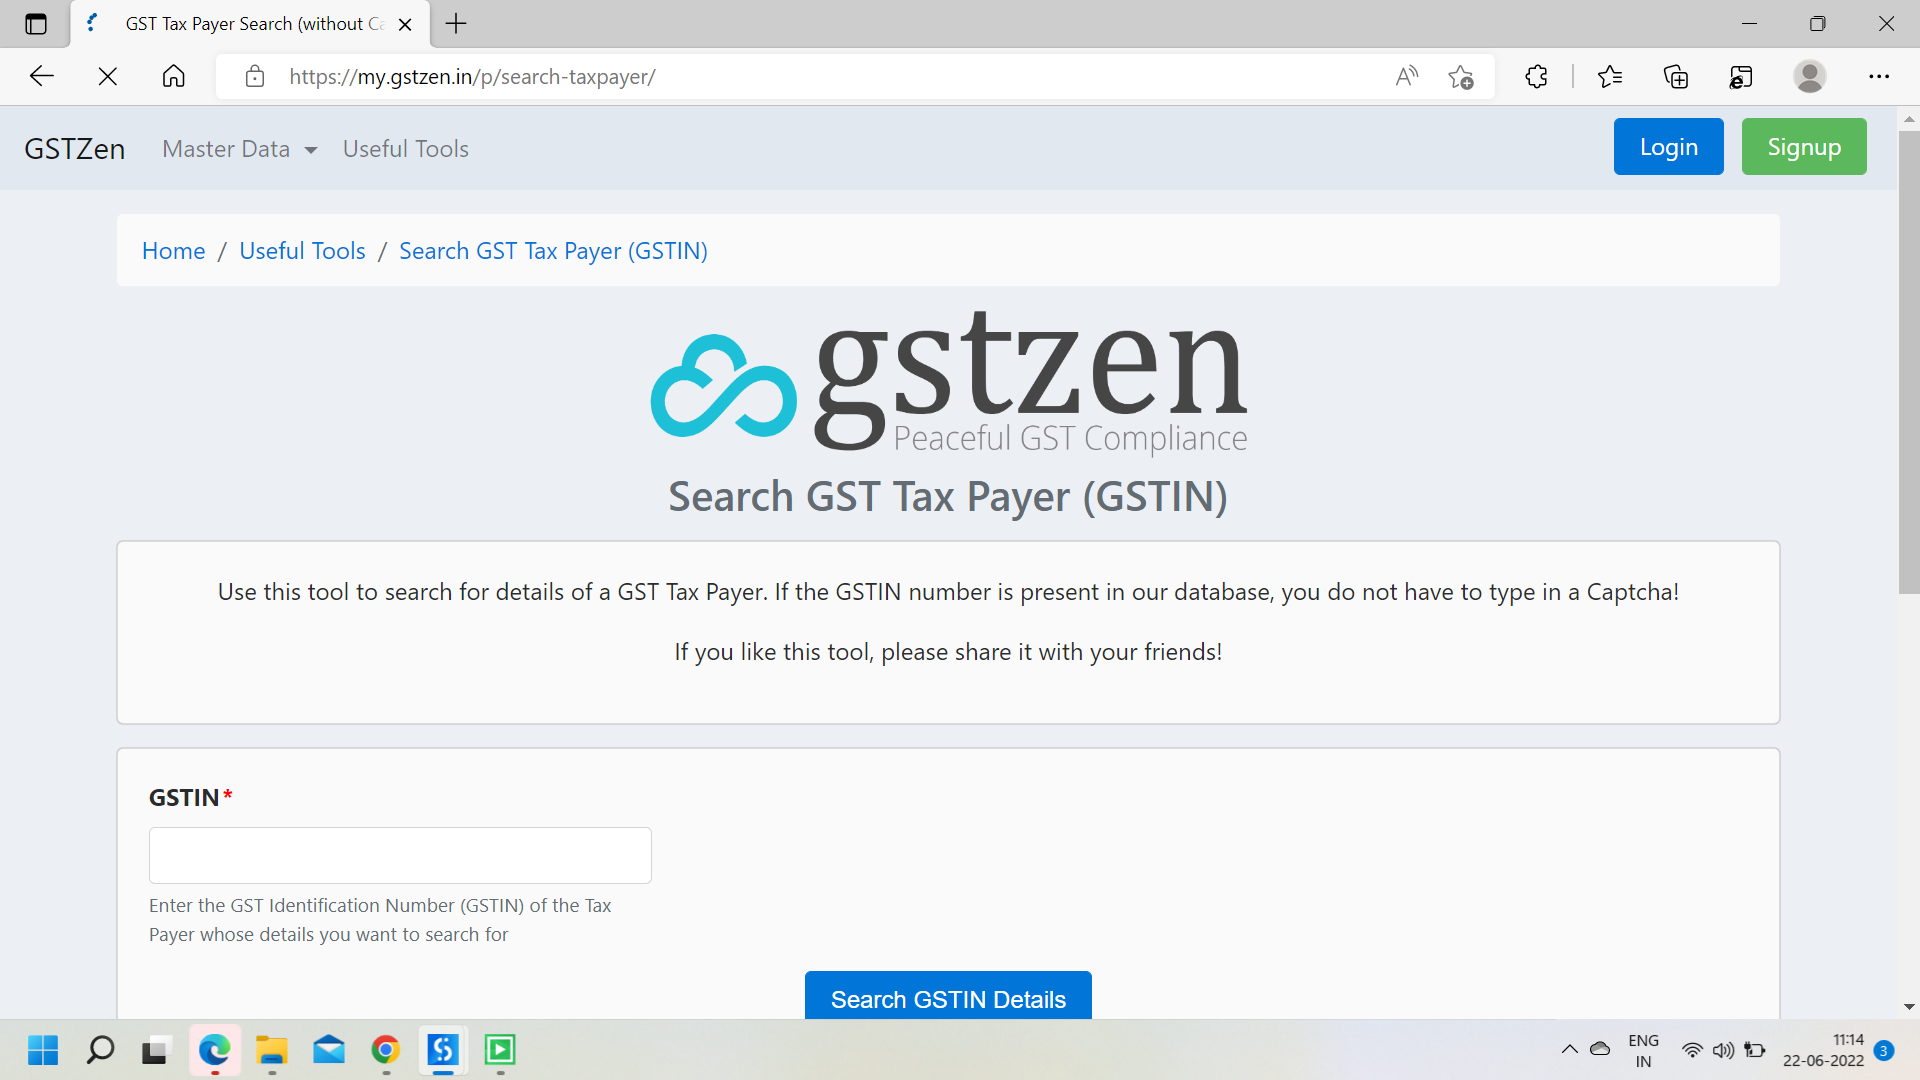 GST Tax Payer Search (without Ca
https://my.gstzen.in/p/search-taxpayer/
GSTZen Master Data Useful Tools Login Signup
Home / Useful Tools / Search GST Tax Payer (GSTIN)
gstzen
Peaceful GST Compliance
Search GST Tax Payer (GSTIN)
Use this tool to search for details of a GST Tax Payer. If the GSTIN number is present in our database, you do not have to type in a Captcha!
If you like this tool, please share it with your friends!
GSTIN*
Enter the GST Identification Number (GSTIN) of the Tax
Payer whose details you want to search for
Search GSTIN Details
ENG
IN
11:14
22-06-2022
3